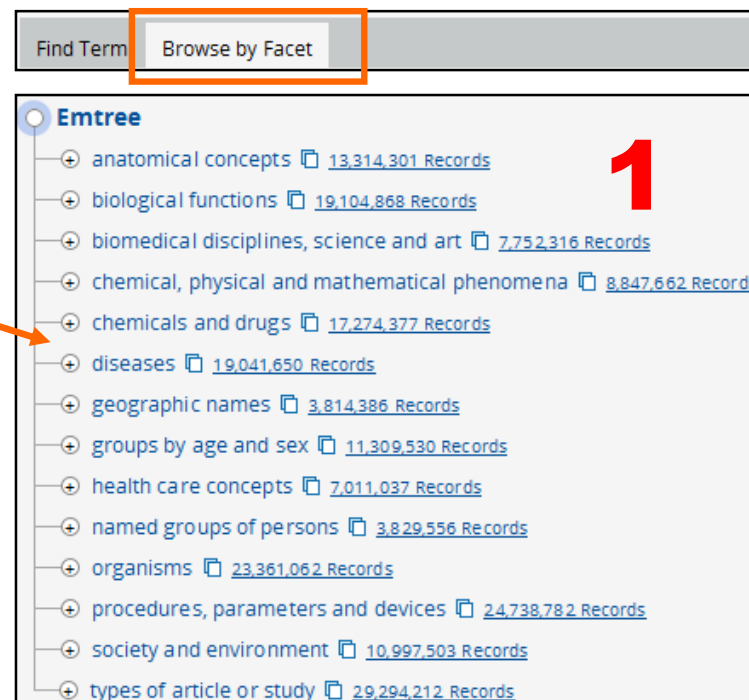 Find Term Browse by Facet
Emtree
1
anatomical concepts 13,314,301 Records
biological functions 19,104,868 Records
biomedical disciplines, science and art 7,752,316 Records
chemical, physical and mathematical phenomena 8,847,662 Record
chemicals and drugs 17,274,377 Records
diseases 19,041,650 Records
geographic names 3,814,386 Records
groups by age and sex 11,309,530 Records
health care concepts 7,011,037 Records
named groups of persons 3,829,556 Records
organisms 23,361,062 Records
procedures, parameters and devices 24,738,782 Records
society and environment 10,997,503 Records
types of article or study 29,294,212 Records